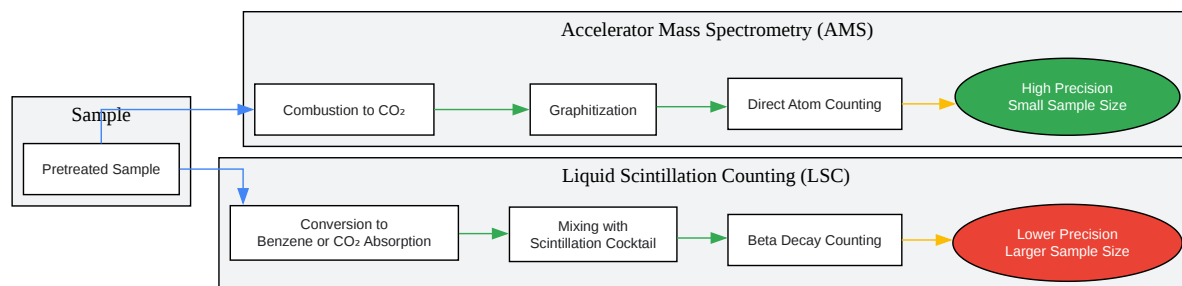 Accelerator Mass Spectrometry (AMS)
Combustion to CO₂
Graphitization
Direct Atom Counting
High Precision
Small Sample Size
Sample
Pretreated Sample
Liquid Scintillation Counting (LSC)
Conversion to
Benzene or CO₂ Absorption
Mixing with
Scintillation Cocktail
Beta Decay Counting
Lower Precision
Larger Sample Size